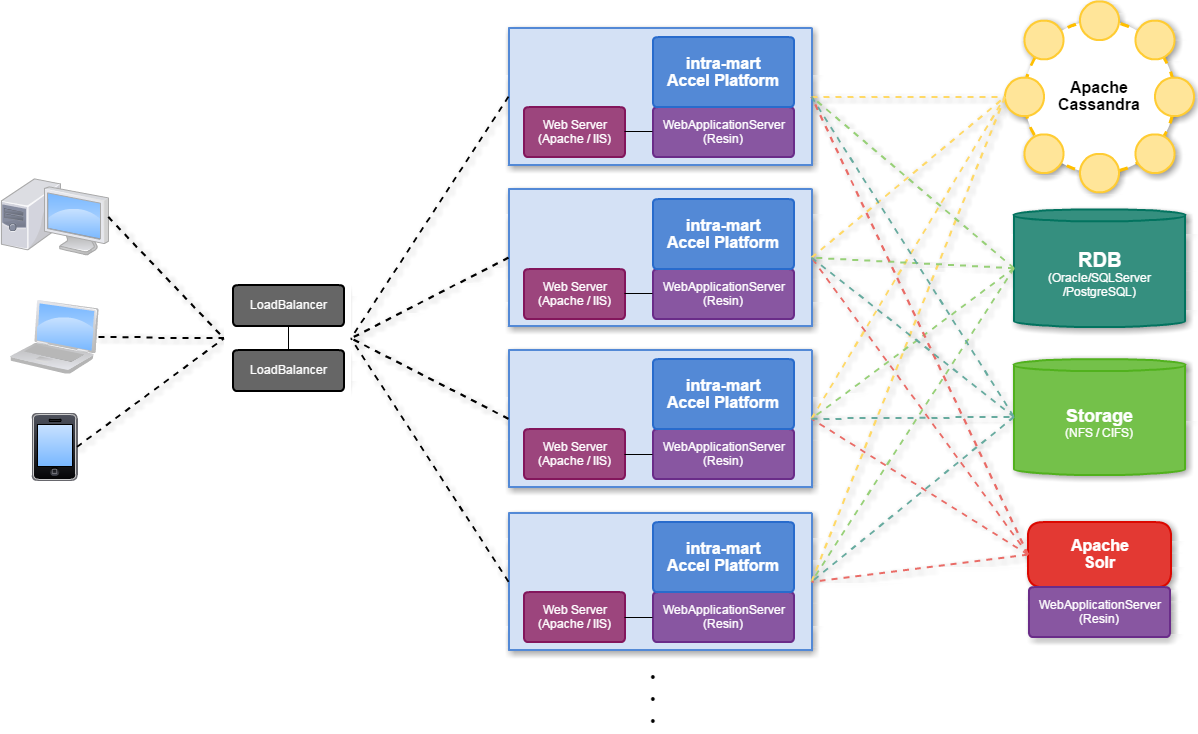 intra-mart
Accel Platform
Web Server
(Apache / IIS)
WebApplicationServer
(Resin)
intra-mart
Accel Platform
Web Server
(Apache / IIS)
WebApplicationServer
(Resin)
intra-mart
Accel Platform
Web Server
(Apache / IIS)
WebApplicationServer
(Resin)
intra-mart
Accel Platform
Web Server
(Apache / IIS)
WebApplicationServer
(Resin)
LoadBalancer
LoadBalancer
Apache
Cassandra
RDB
(Oracle/SQLServer
/PostgreSQL)
Storage
(NFS / CIFS)
Apache
Solr
WebApplicationServer
(Resin)